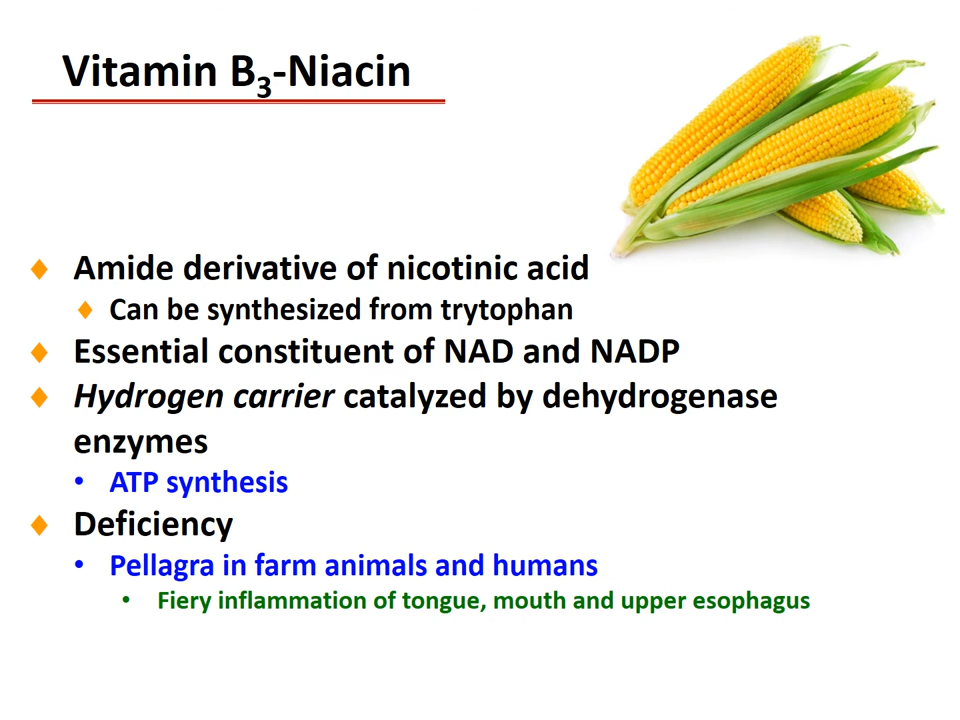 Vitamin B3-Niacin
Amide derivative of nicotinic acid
Can be synthesized from trytophan
Essential constituent of NAD and NADP
Hydrogen carrier catalyzed by dehydrogenase
enzymes
ATP synthesis
Deficiency
Pellagra in farm animals and humans
Fiery inflammation of tongue, mouth and upper esophagus